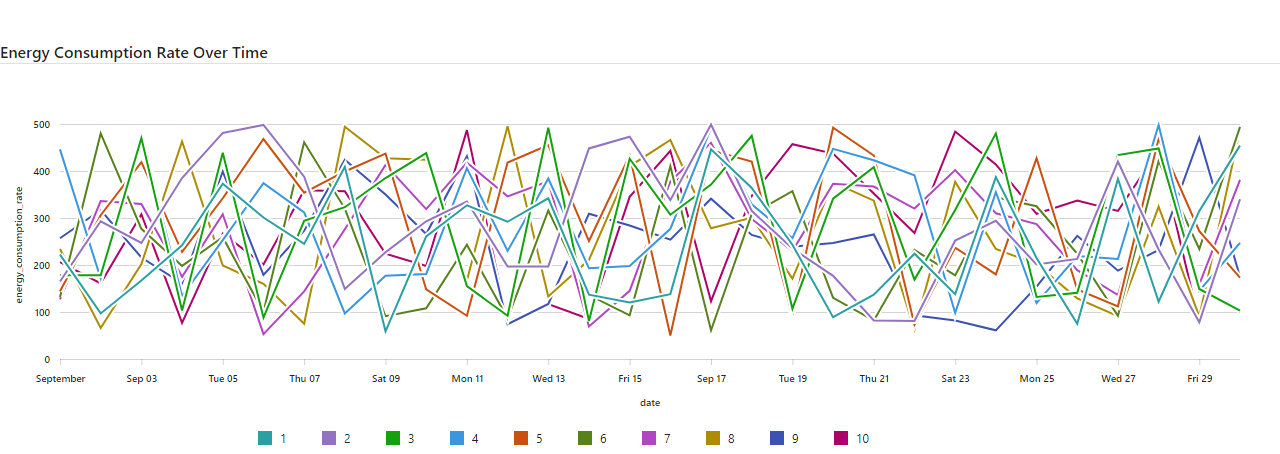 Energy Consumption Rate Over Time
500
400
300
200
100
0
energy_consumption_rate
September Sep 03 Tue 05 Thu 07 Sat 09 Mon 11 Wed 13 Fri 15 Sep 17 Tue 19 Thu 21 Sat 23 Mon 25 Wed 27 Fri 29
date
1 2 3 4 5 6 7 8 9 10